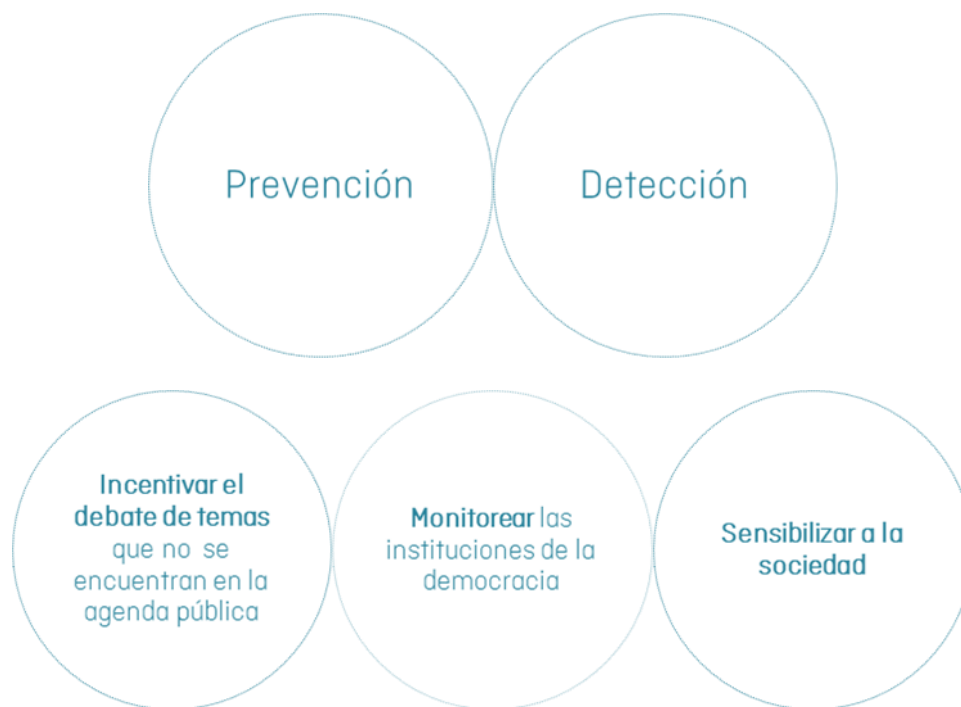 Prevención
Detección
Incentivar el
debate de temas
que no se
encuentran en la
agenda pública
Monitorear las
instituciones de la
democracia
Sensibilizar a la
sociedad